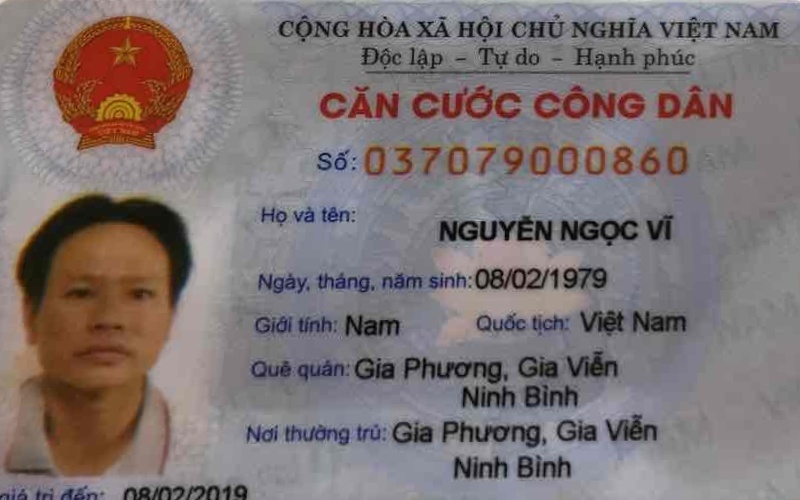 CỘNG HÒA XÃ HỘI CHỦ NGHĨA VIỆT NAM
Độc lập – Tự do – Hạnh phúc
CĂN CƯỚC CÔNG DÂN
Số: 037079000860
Họ và tên: NGUYỄN NGỌC VĨ
Ngày, tháng, năm sinh: 08/02/1979
Giới tính: Nam Quốc tịch: Việt Nam
Quê quán: Gia Phương, Gia Viễn
Ninh Bình
Nơi thường trú: Gia Phương, Gia Viễn
Ninh Bình
giá trị đến: 08/02/2019
VIỆT NAM